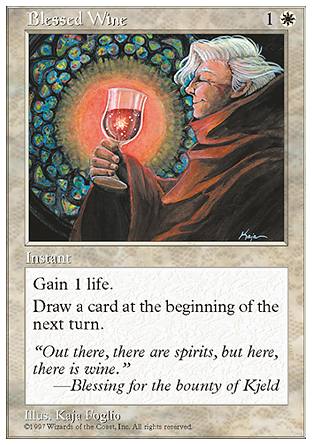 Blessed Wine 1
Kaja
Instant
Gain 1 life.
Draw a card at the beginning of the
next turn.
“Out there, there are spirits, but here,
there is wine.”
—Blessing for the bounty of Kjeld
Illus. Kaja Foglio
©1997 Wizards of the Coast, Inc. All rights reserved.